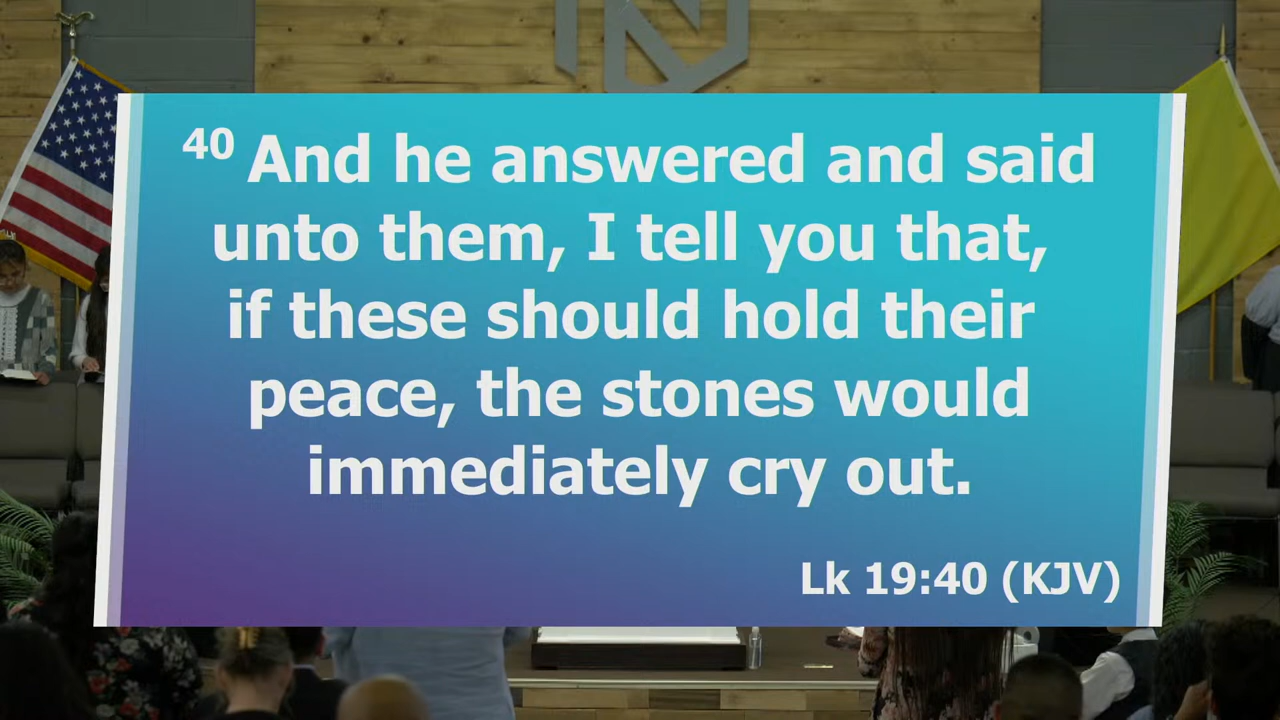 40 And he answered and said
unto them, I tell you that,
if these should hold their
peace, the stones would
immediately cry out.
Lk 19:40 (KJV)